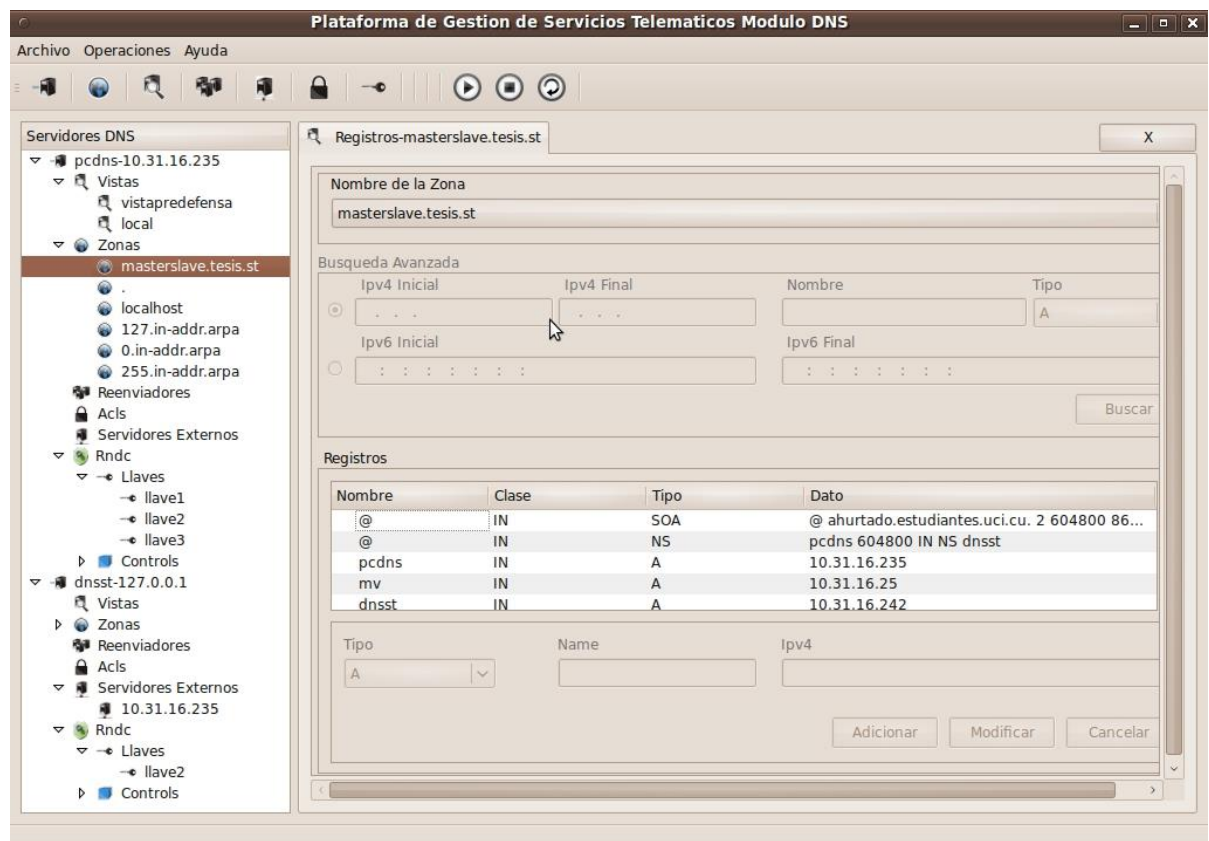 Plataforma de Gestion de Servicios Telematicos Modulo DNS
Archivo Operaciones Ayuda
Servidores DNS
pcdns-10.31.16.235
Vistas
vistapredefensa
local
Zonas
masterslave.tesis.st
.
localhost
127.in-addr.arpa
0.in-addr.arpa
255.in-addr.arpa
Reenviadores
Acls
Servidores Externos
Rndc
Llaves
llave1
llave2
llave3
Controls
dnsst-127.0.0.1
Vistas
Zonas
Reenviadores
Acls
Servidores Externos
10.31.16.235
Rndc
Llaves
llave2
Controls
Registros-masterslave.tesis.st
X
Nombre de la Zona
masterslave.tesis.st
Busqueda Avanzada
Ipv4 Inicial Ipv4 Final Nombre Tipo
. . . . . . A
Ipv6 Inicial Ipv6 Final
: : : : : : : : : : : : : :
Buscar
Registros
Nombre Clase Tipo Dato
@ IN SOA @ ahurtado.estudiantes.uci.cu. 2 604800 86...
@ IN NS pcdns 604800 IN NS dnsst
pcdns IN A 10.31.16.235
mv IN A 10.31.16.25
dnsst IN A 10.31.16.242
Tipo Name Ipv4
A
Adicionar Modificar Cancelar